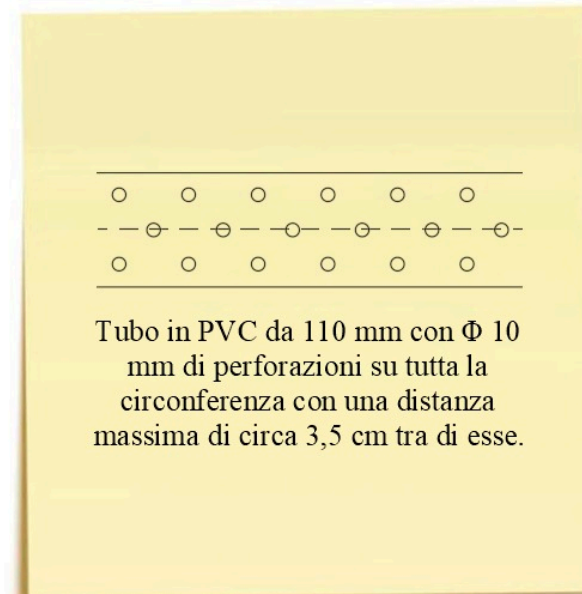 Tubo in PVC da 110 mm con Φ 10
mm di perforazioni su tutta la
circonferenza con una distanza
massima di circa 3,5 cm tra di esse.